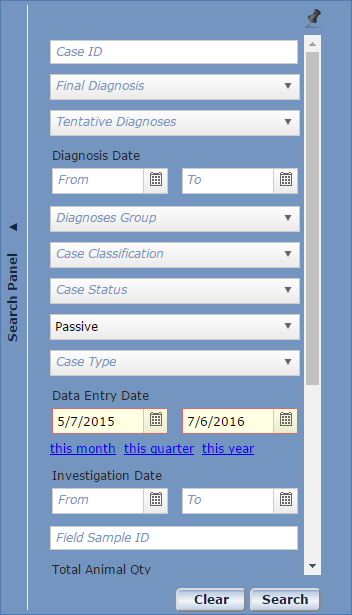 Case ID
Final Diagnosis
Tentative Diagnoses
Diagnosis Date
From To
Diagnoses Group
Case Classification
Case Status
Passive
Case Type
Data Entry Date
5/7/2015 7/6/2016
this month this quarter this year
Investigation Date
From To
Field Sample ID
Total Animal Qty
Clear Search
Search Panel